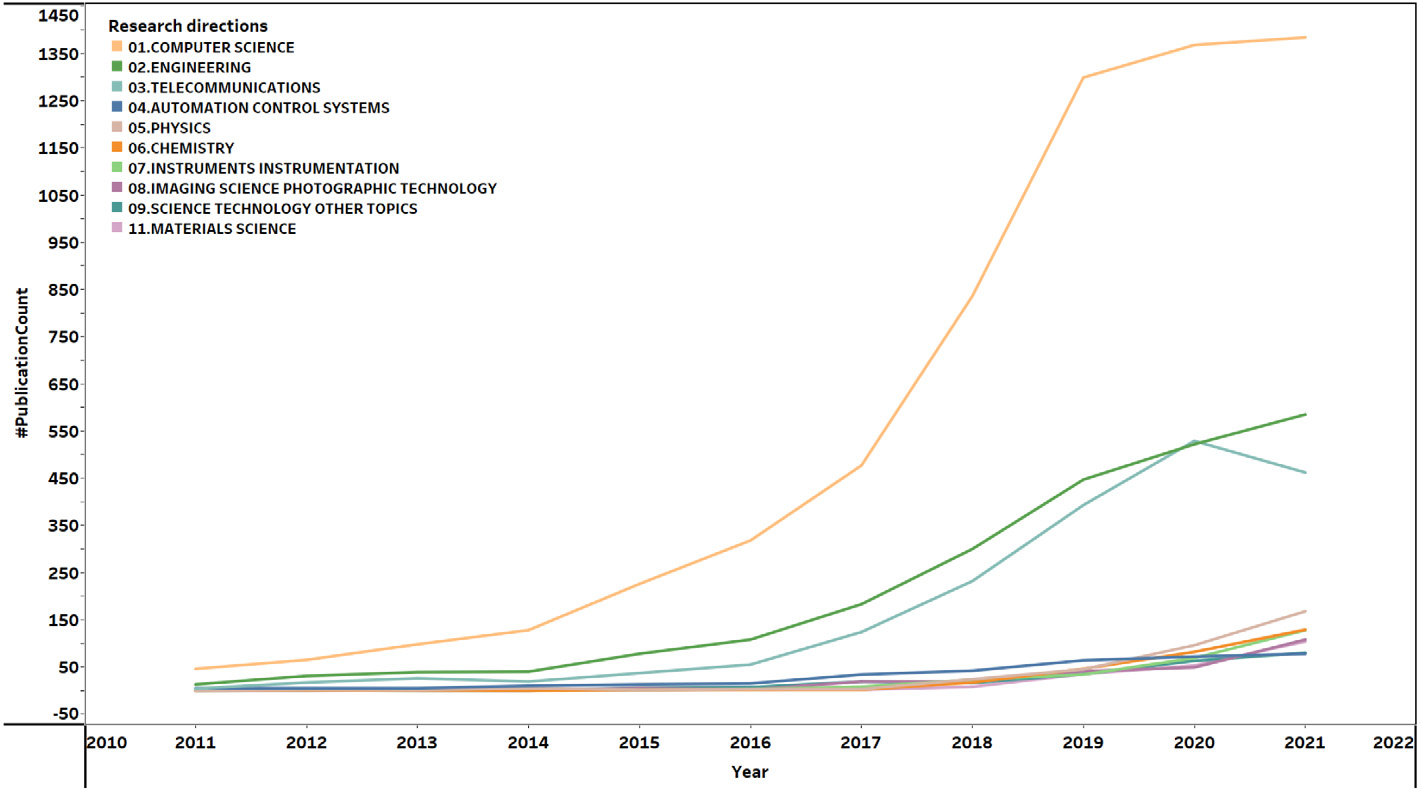 Research directions
01.COMPUTER SCIENCE
02.ENGINEERING
03.TELECOMMUNICATIONS
04.AUTOMATION CONTROL SYSTEMS
05.PHYSICS
06.CHEMISTRY
07.INSTRUMENTS INSTRUMENTATION
08.IMAGING SCIENCE PHOTOGRAPHIC TECHNOLOGY
09.SCIENCE TECHNOLOGY OTHER TOPICS
11.MATERIALS SCIENCE
#PublicationCount
1450
1350
1250
1150
1050
950
850
750
650
550
450
350
250
150
50
-50
2010 2011 2012 2013 2014 2015 2016 2017 2018 2019 2020 2021 2022
Year